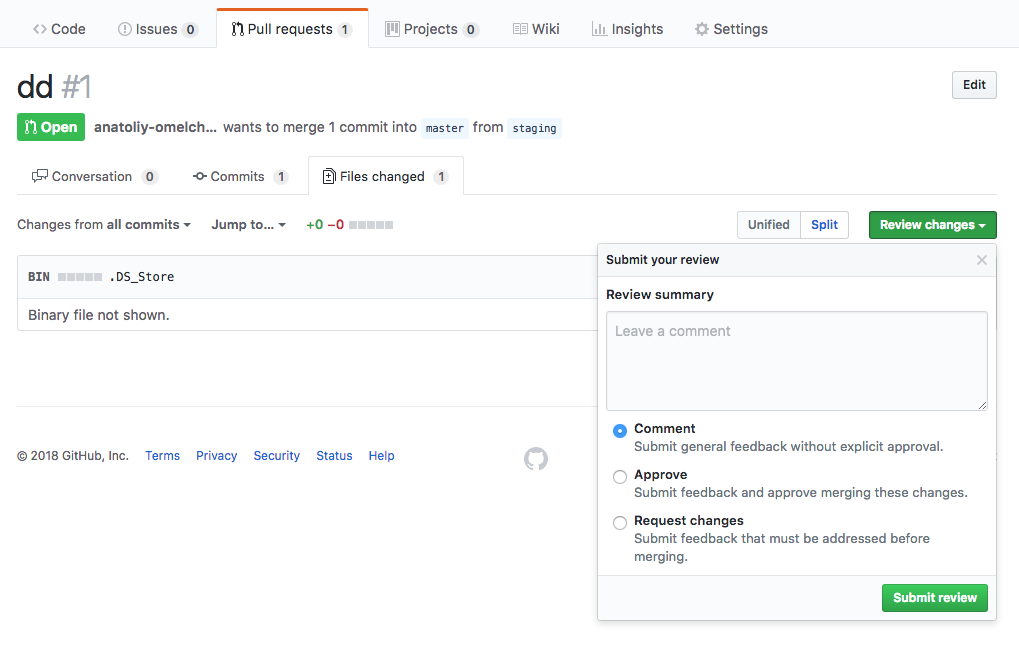 Code Issues 0 Pull requests 1 Projects 0 Wiki Insights Settings
dd #1 Edit
Open anatoliy-omelch... wants to merge 1 commit into master from staging
Conversation 0 Commits 1 Files changed 1
Changes from all commits Jump to... +0 −0 Unified Split Review changes
BIN .DS_Store
Binary file not shown.
Submit your review
Review summary
Leave a comment
Comment
Submit general feedback without explicit approval.
Approve
Submit feedback and approve merging these changes.
Request changes
Submit feedback that must be addressed before
merging.
Submit review
© 2018 GitHub, Inc. Terms Privacy Security Status Help